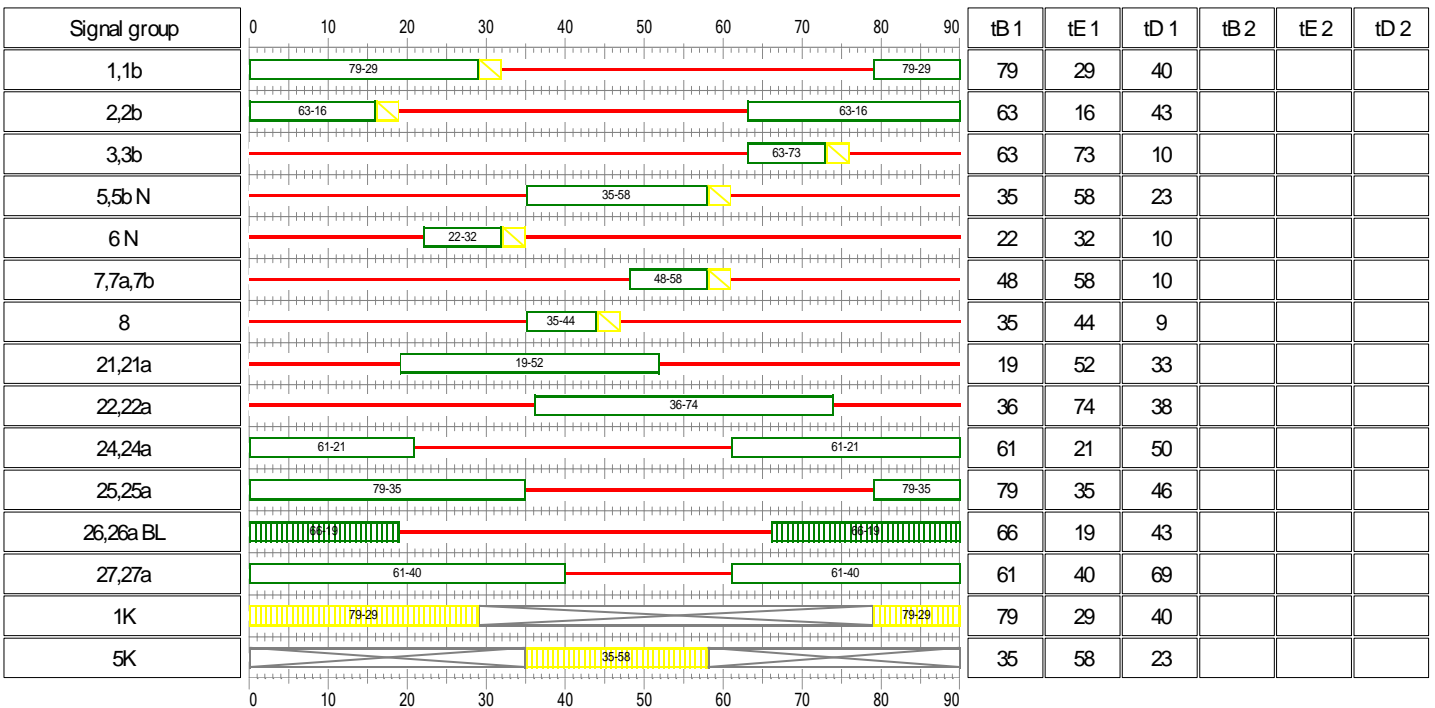 Signal group 0 10 20 30 40 50 60 70 80 90 tB 1 tE 1 tD 1 tB 2 tE 2 tD 2
1,1b 79-29 79-29 79 29 40
2,2b 63-16 63-16 63 16 43
3,3b 63-73 63 73 10
5,5b N 35-58 35 58 23
6 N 22-32 22 32 10
7,7a,7b 48-58 48 58 10
8 35-44 35 44 9
21,21a 19-52 19 52 33
22,22a 36-74 36 74 38
24,24a 61-21 61-21 61 21 50
25,25a 79-35 79-35 79 35 46
26,26a BL 66-19 66-19 66 19 43
27,27a 61-40 61-40 61 40 69
1K 79-29 79-29 79 29 40
5K 35-58 35 58 23
0 10 20 30 40 50 60 70 80 90